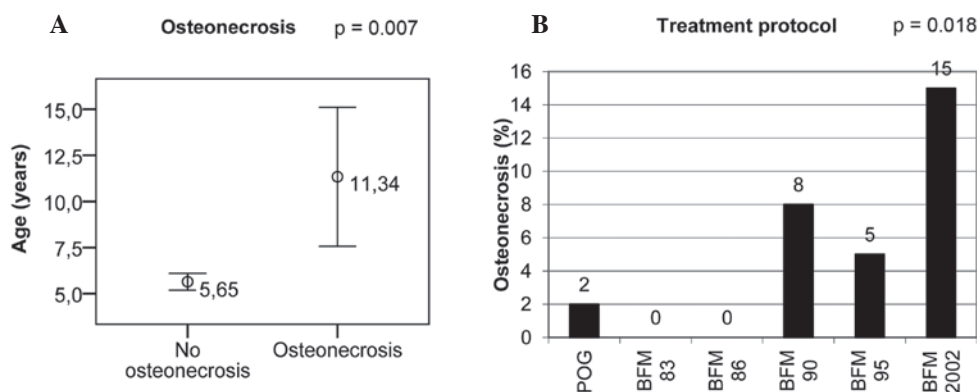 A
Osteonecrosis p = 0.007
Age (years)
15,0
12,5
10,0
7,5
5,0
11,34
5,65
No
osteonecrosis
Osteonecrosis
B
Treatment protocol p = 0.018
Osteonecrosis (%)
16
14
12
10
8
6
4
2
0
2
0
0
8
5
15
POG
BFM
83
BFM
86
BFM
90
BFM
95
BFM
2002